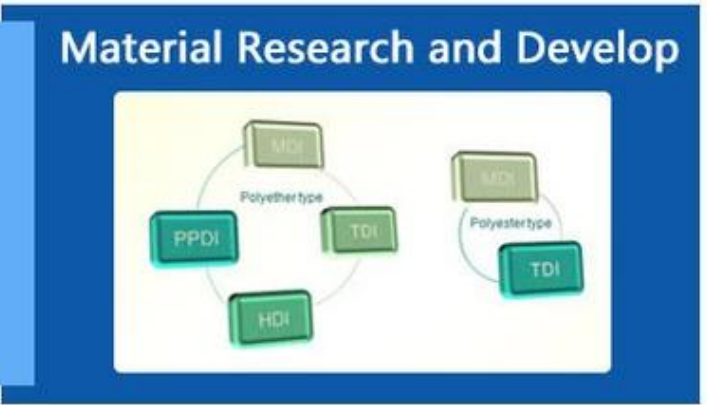 Material Research and Develop
MDI
Polyether type
PPDI
TDI
HDI
MDI
Polyester type
TDI